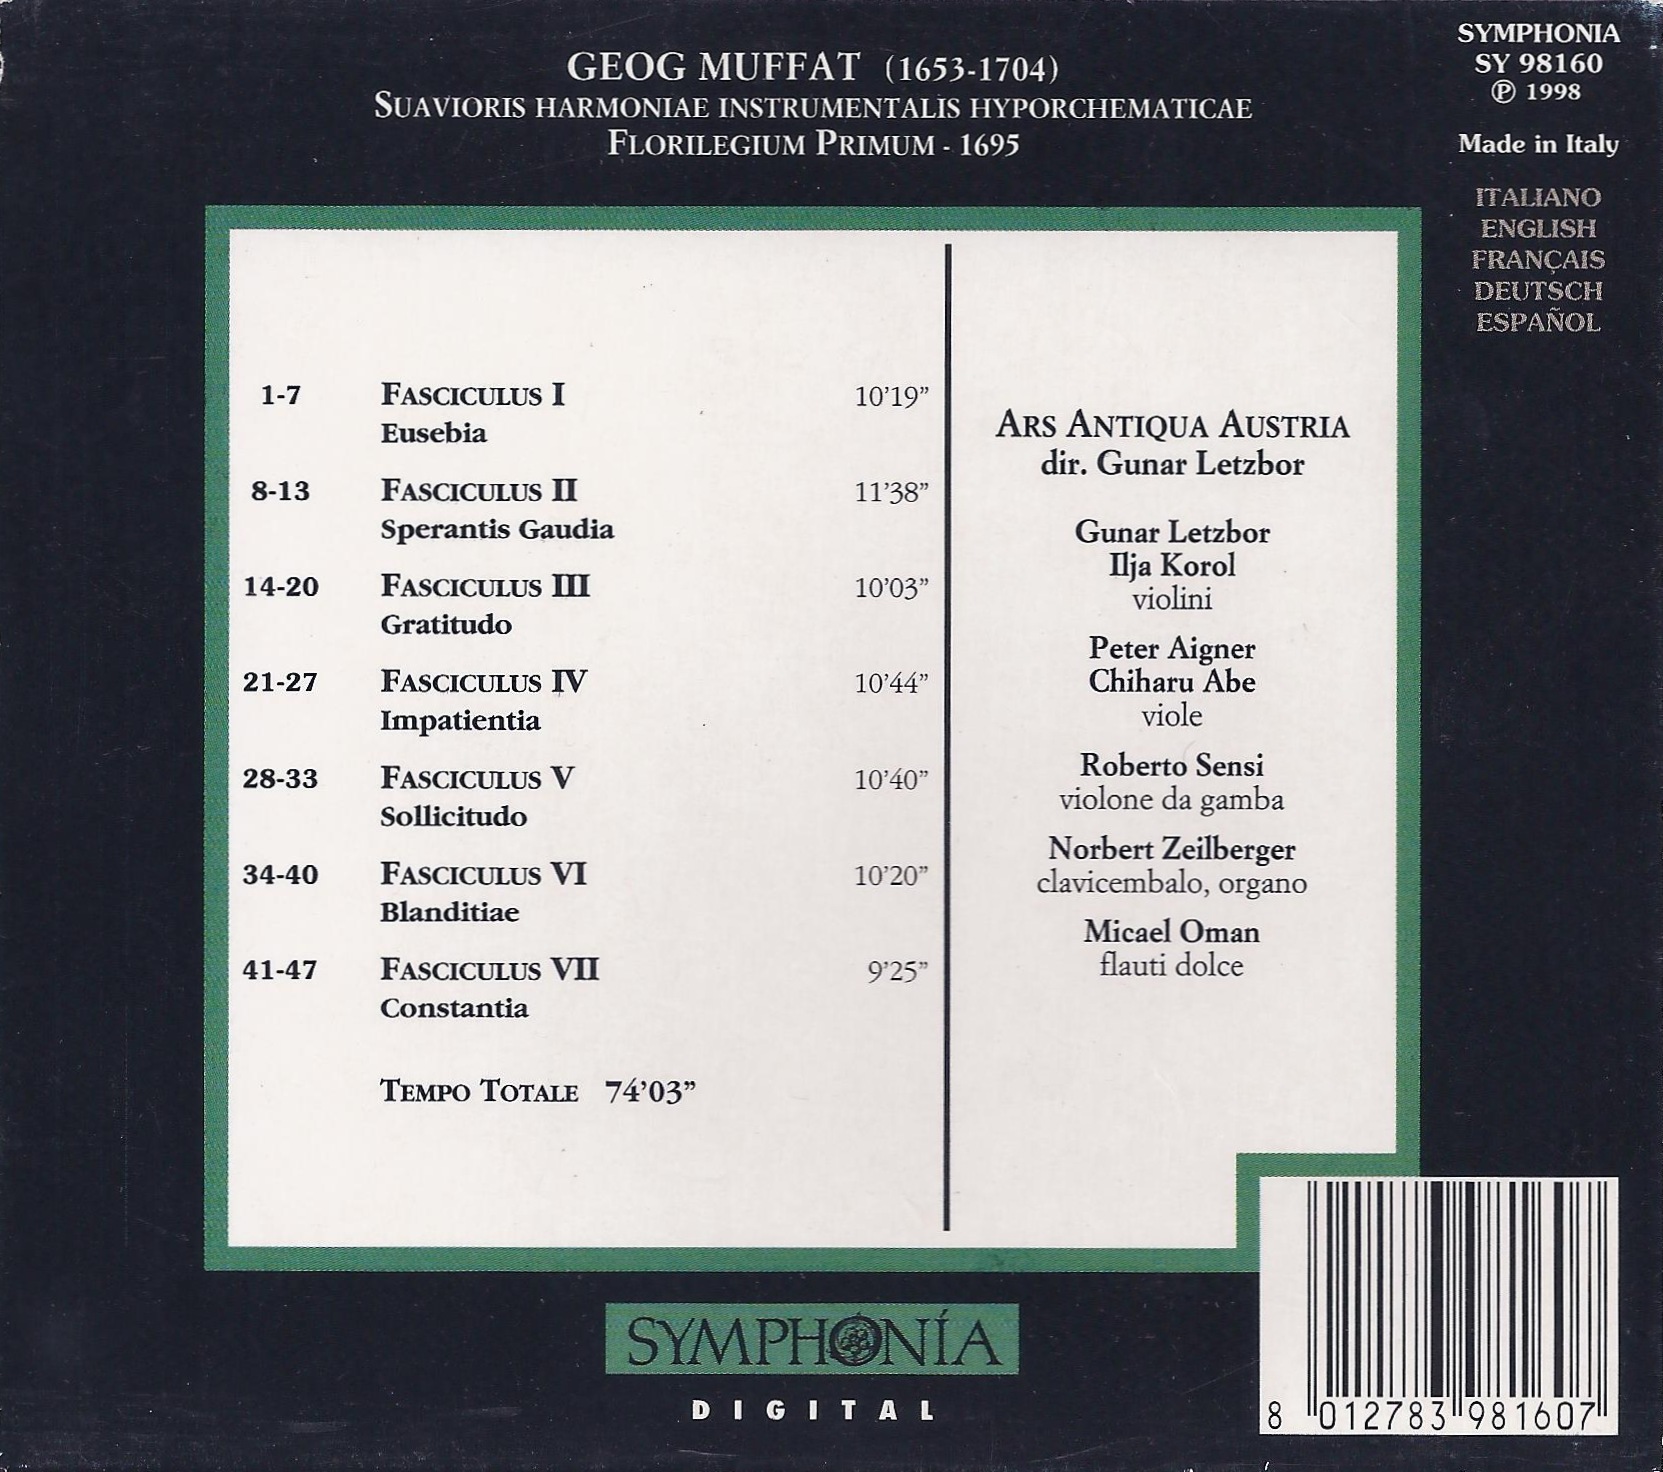 GEOG MUFFAT (1653-1704)
SUAVIORIS HARMONIAE INSTRUMENTALIS HYPORCHEMATICAE
FLORILEGIUM PRIMUM - 1695
SYMPHONIA
SY 98160
℗ 1998
Made in Italy
ITALIANO
ENGLISH
FRANÇAIS
DEUTSCH
ESPAÑOL
1-7 FASCICULUS I 10'19"
Eusebia
8-13 FASCICULUS II 11'38"
Sperantis Gaudia
14-20 FASCICULUS III 10'03"
Gratitudo
21-27 FASCICULUS IV 10'44"
Impatientia
28-33 FASCICULUS V 10'40"
Sollicitudo
34-40 FASCICULUS VI 10'20"
Blanditiae
41-47 FASCICULUS VII 9'25"
Constantia
TEMPO TOTALE 74'03"
ARS ANTIQUA AUSTRIA
dir. Gunar Letzbor
Gunar Letzbor
Ilja Korol
violini
Peter Aigner
Chiharu Abe
viole
Roberto Sensi
violone da gamba
Norbert Zeilberger
clavicembalo, organo
Micael Oman
flauti dolce
SYMPHONÍA
DIGITAL
8 012783 981607